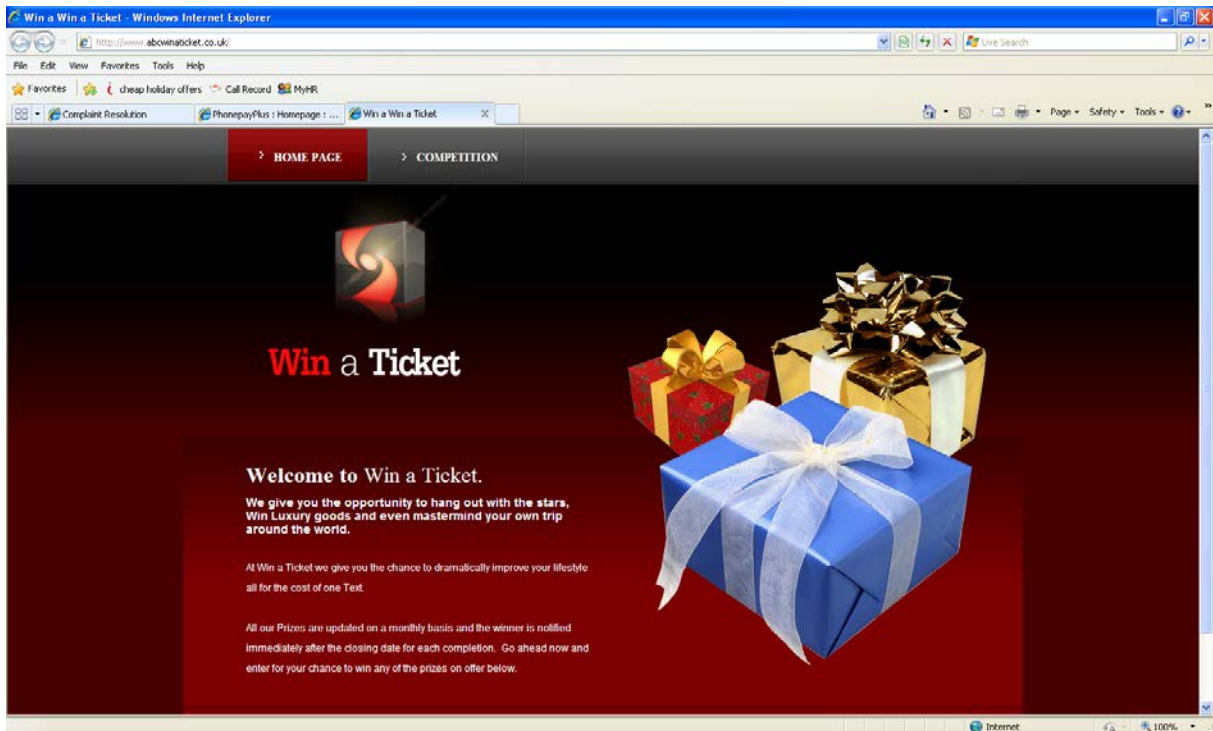 Win a Win a Ticket - Windows Internet Explorer
http://www.abcwinaticket.co.uk/
Live Search
File Edit View Favorites Tools Help
Favorites cheap holiday offers Call Record MyHR
Complaint Resolution PhonepayPlus : Homepage : ... Win a Win a Ticket X Page Safety Tools
HOME PAGE COMPETITION
Win a Ticket
Welcome to Win a Ticket.
We give you the opportunity to hang out with the stars,
Win Luxury goods and even mastermind your own trip
around the world.
At Win a Ticket we give you the chance to dramatically improve your lifestyle
all for the cost of one Text.
All our Prizes are updated on a monthly basis and the winner is notified
immediately after the closing date for each completion. Go ahead now and
enter for your chance to win any of the prizes on offer below.
Internet 100%